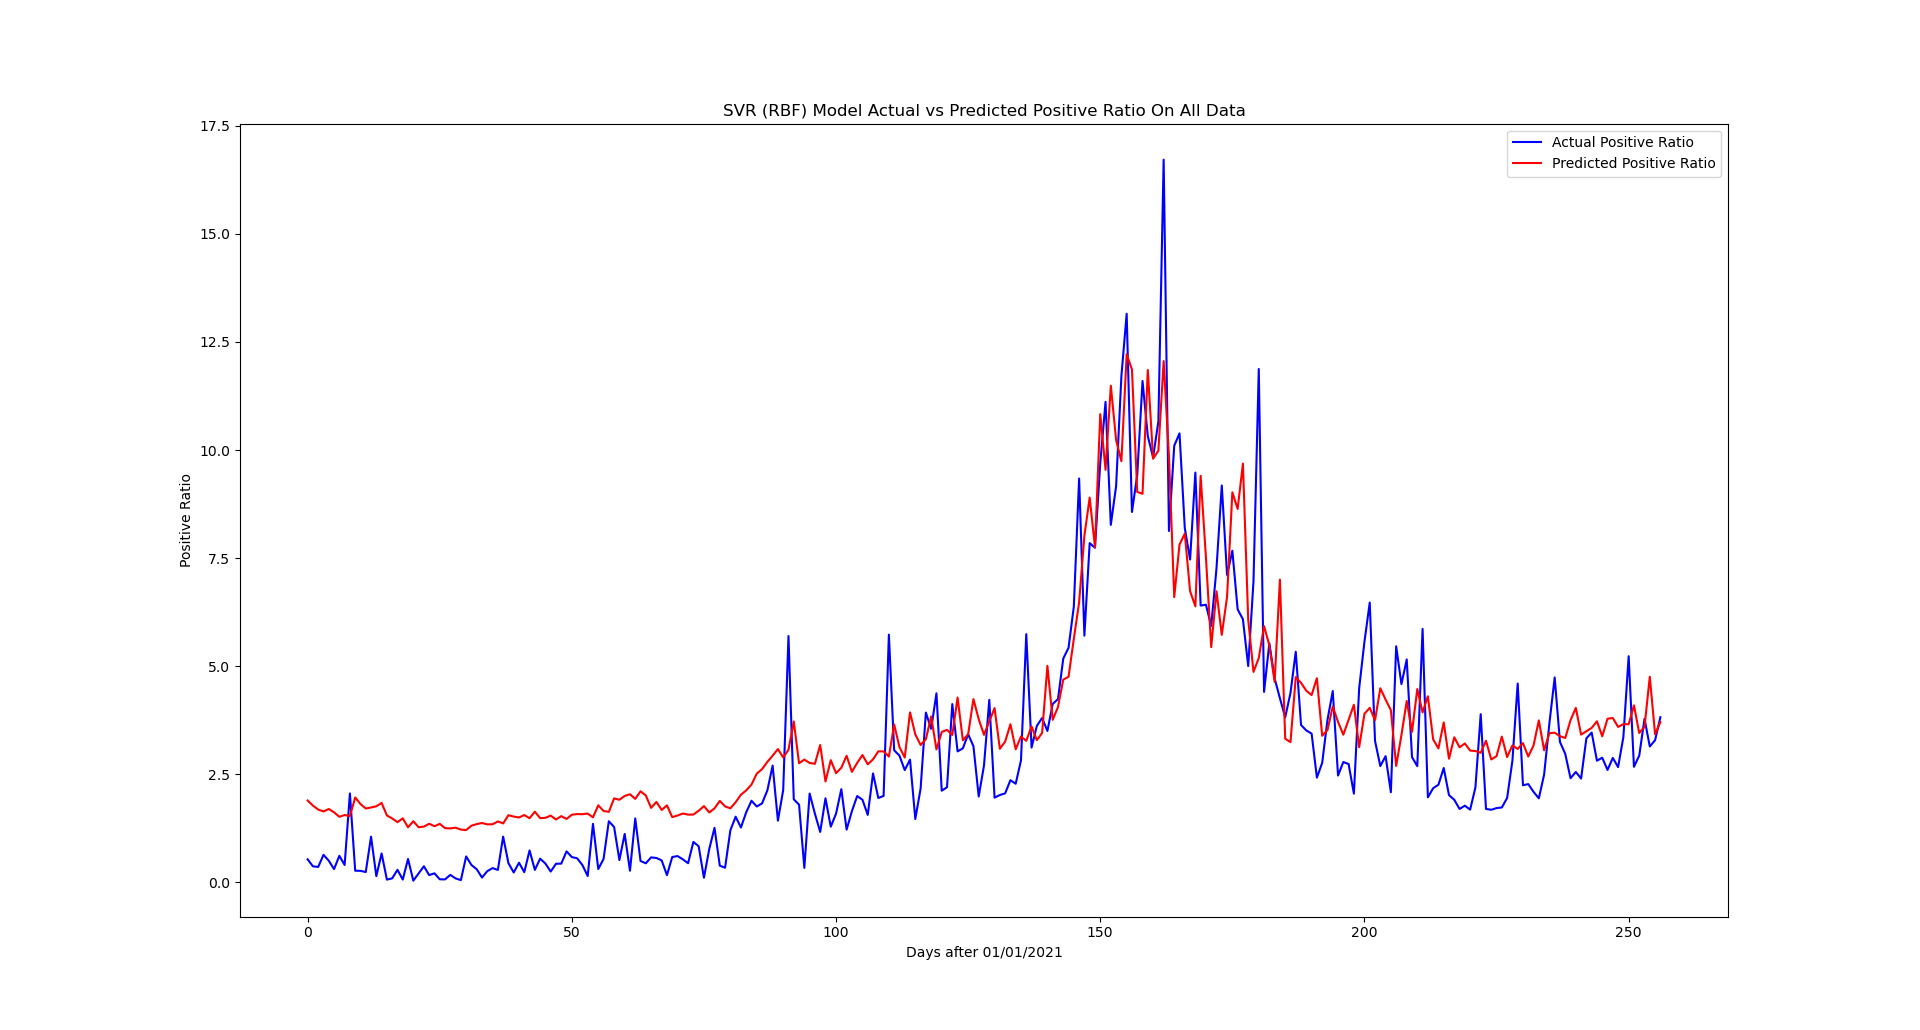 SVR (RBF) Model Actual vs Predicted Positive Ratio On All Data
17.5
15.0
12.5
10.0
7.5
5.0
2.5
0.0
Positive Ratio
Actual Positive Ratio
Predicted Positive Ratio
0 50 100 150 200 250
Days after 01/01/2021